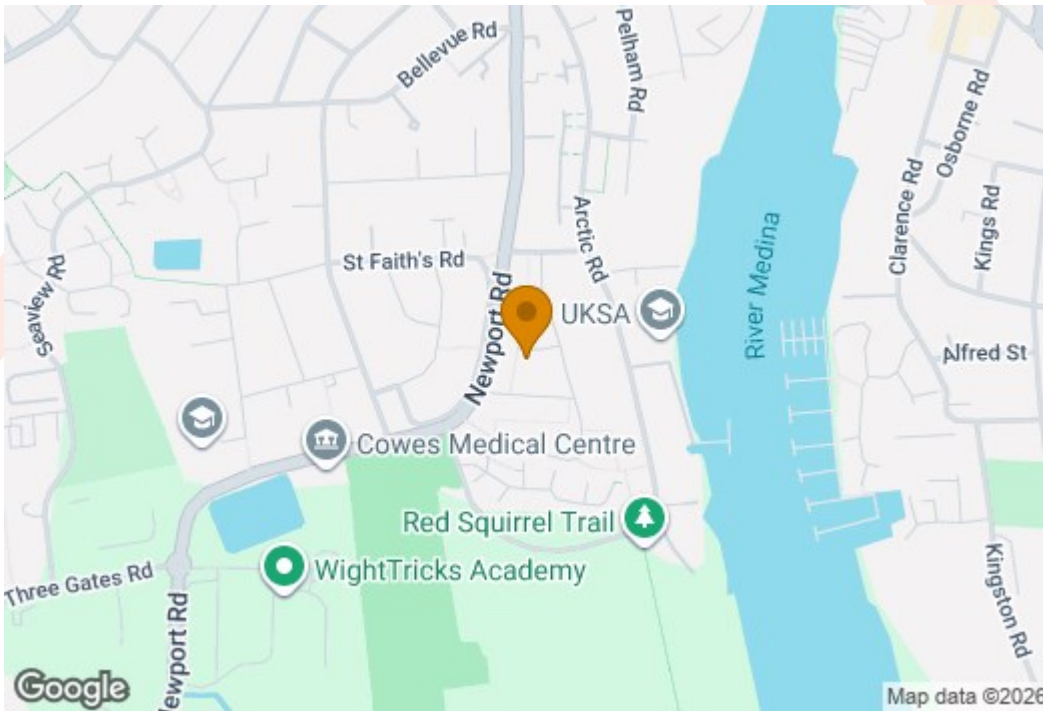 Bellevue Rd
Pelham Rd
Osborne Rd
Clarence Rd
Kings Rd
Arctic Rd
St Faith's Rd
Seaview Rd
Newport Rd
UKSA
River Medina
Alfred St
Cowes Medical Centre
Red Squirrel Trail
WightTricks Academy
Three Gates Rd
Newport Rd
Kingston Rd
Google
Map data ©2026